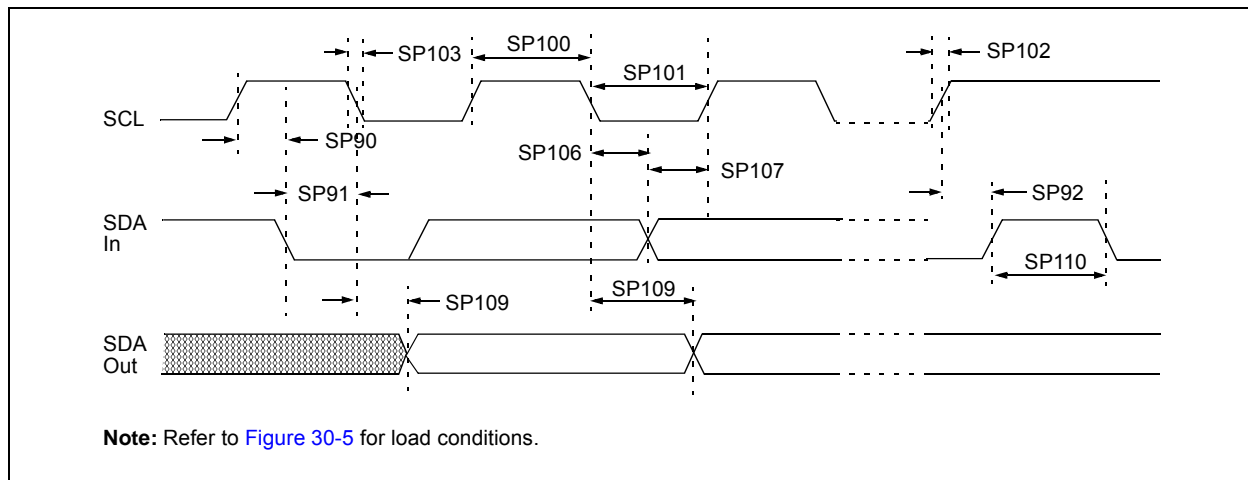 SP103
SP100
SP101
SP102
SCL
SP90
SP106
SP107
SP91
SP92
SDA
In
SP110
SP109
SP109
SDA
Out
Note: Refer to Figure 30-5 for load conditions.